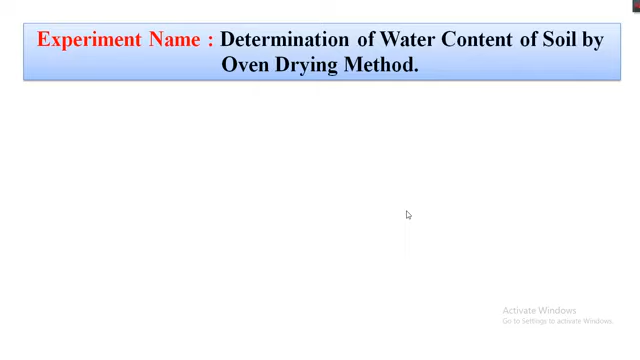 Experiment Name : Determination of Water Content of Soil by
Oven Drying Method.
Activate Windows
Go to Settings to activate Windows.